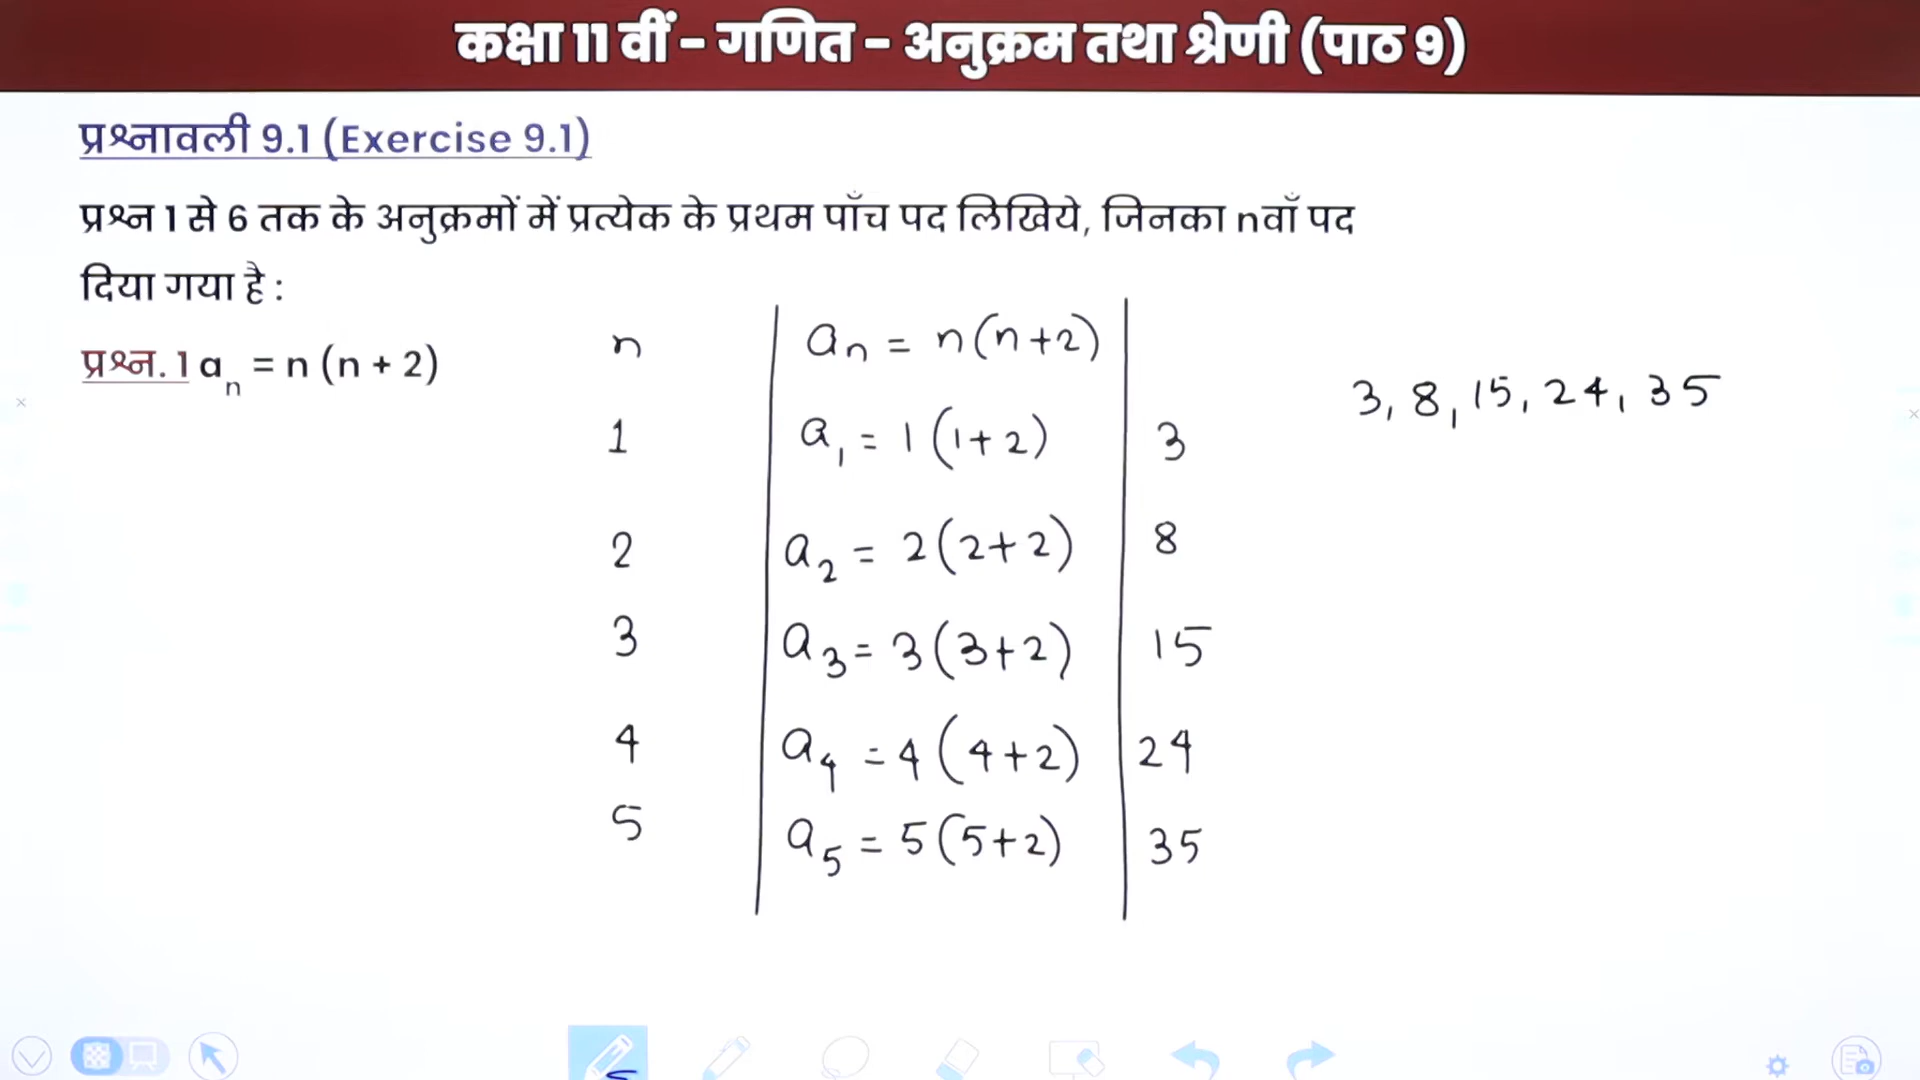 कक्षा 11 वीं - गणित - अनुक्रम तथा श्रेणी (पाठ 9)
प्रश्नावली 9.1 (Exercise 9.1)
प्रश्न 1 से 6 तक के अनुक्रमों में प्रत्येक के प्रथम पाँच पद लिखिये, जिनका nवाँ पद
दिया गया है :
प्रश्न. 1 aₙ = n (n + 2)
n aₙ = n(n+2)
3, 8, 15, 24, 35
1 a₁ = 1(1+2) 3
2 a₂ = 2(2+2) 8
3 a₃ = 3(3+2) 15
4 a₄ = 4(4+2) 24
5 a₅ = 5(5+2) 35